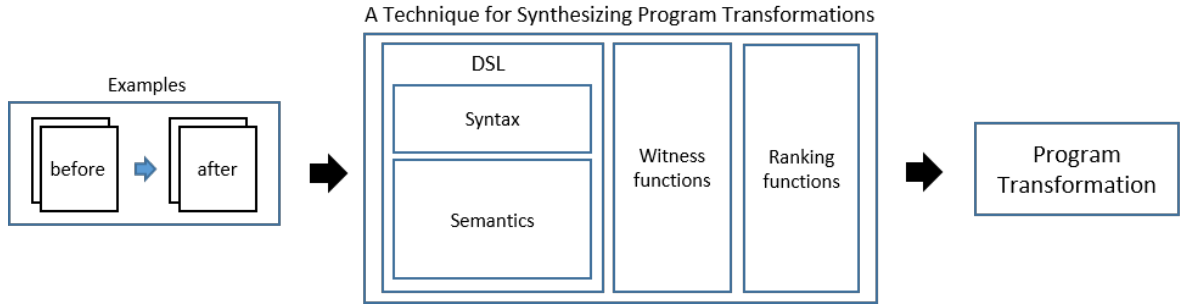 A Technique for Synthesizing Program Transformations
Examples
before
after
DSL
Syntax
Semantics
Witness
functions
Ranking
functions
Program
Transformation